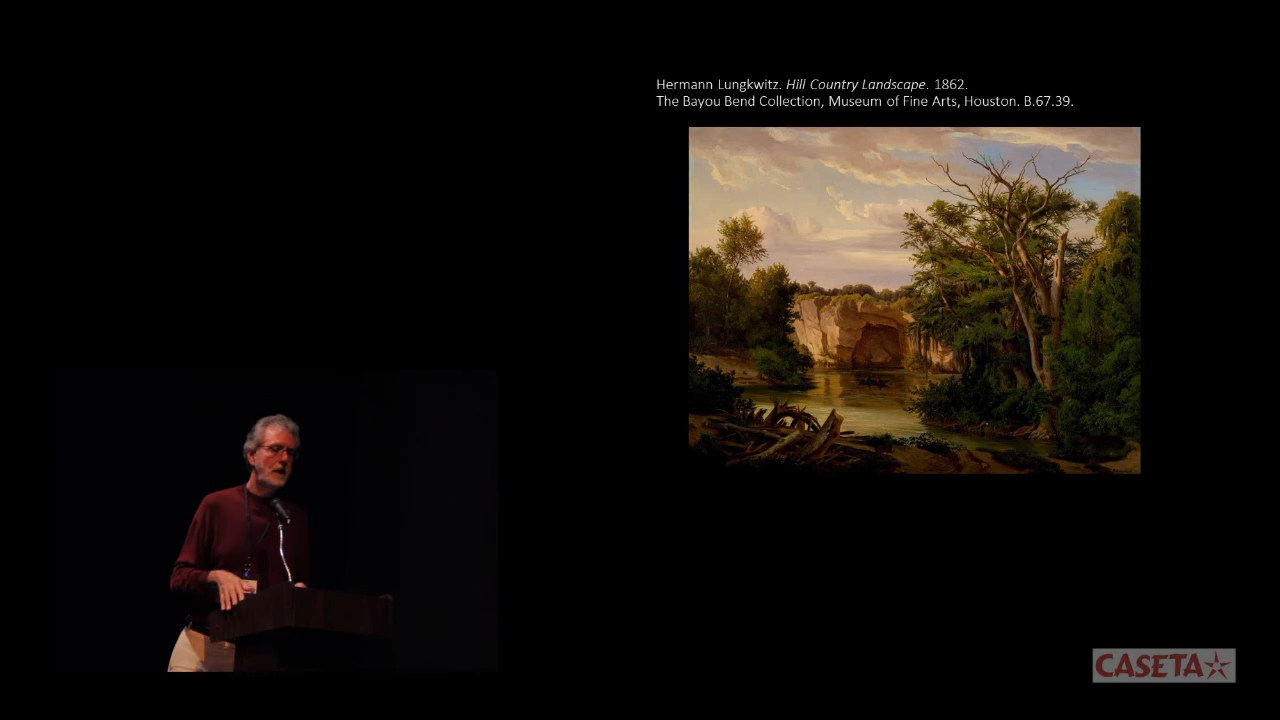 Hermann Lungkwitz. Hill Country Landscape. 1862.
The Bayou Bend Collection, Museum of Fine Arts, Houston. B.67.39.
CASETA